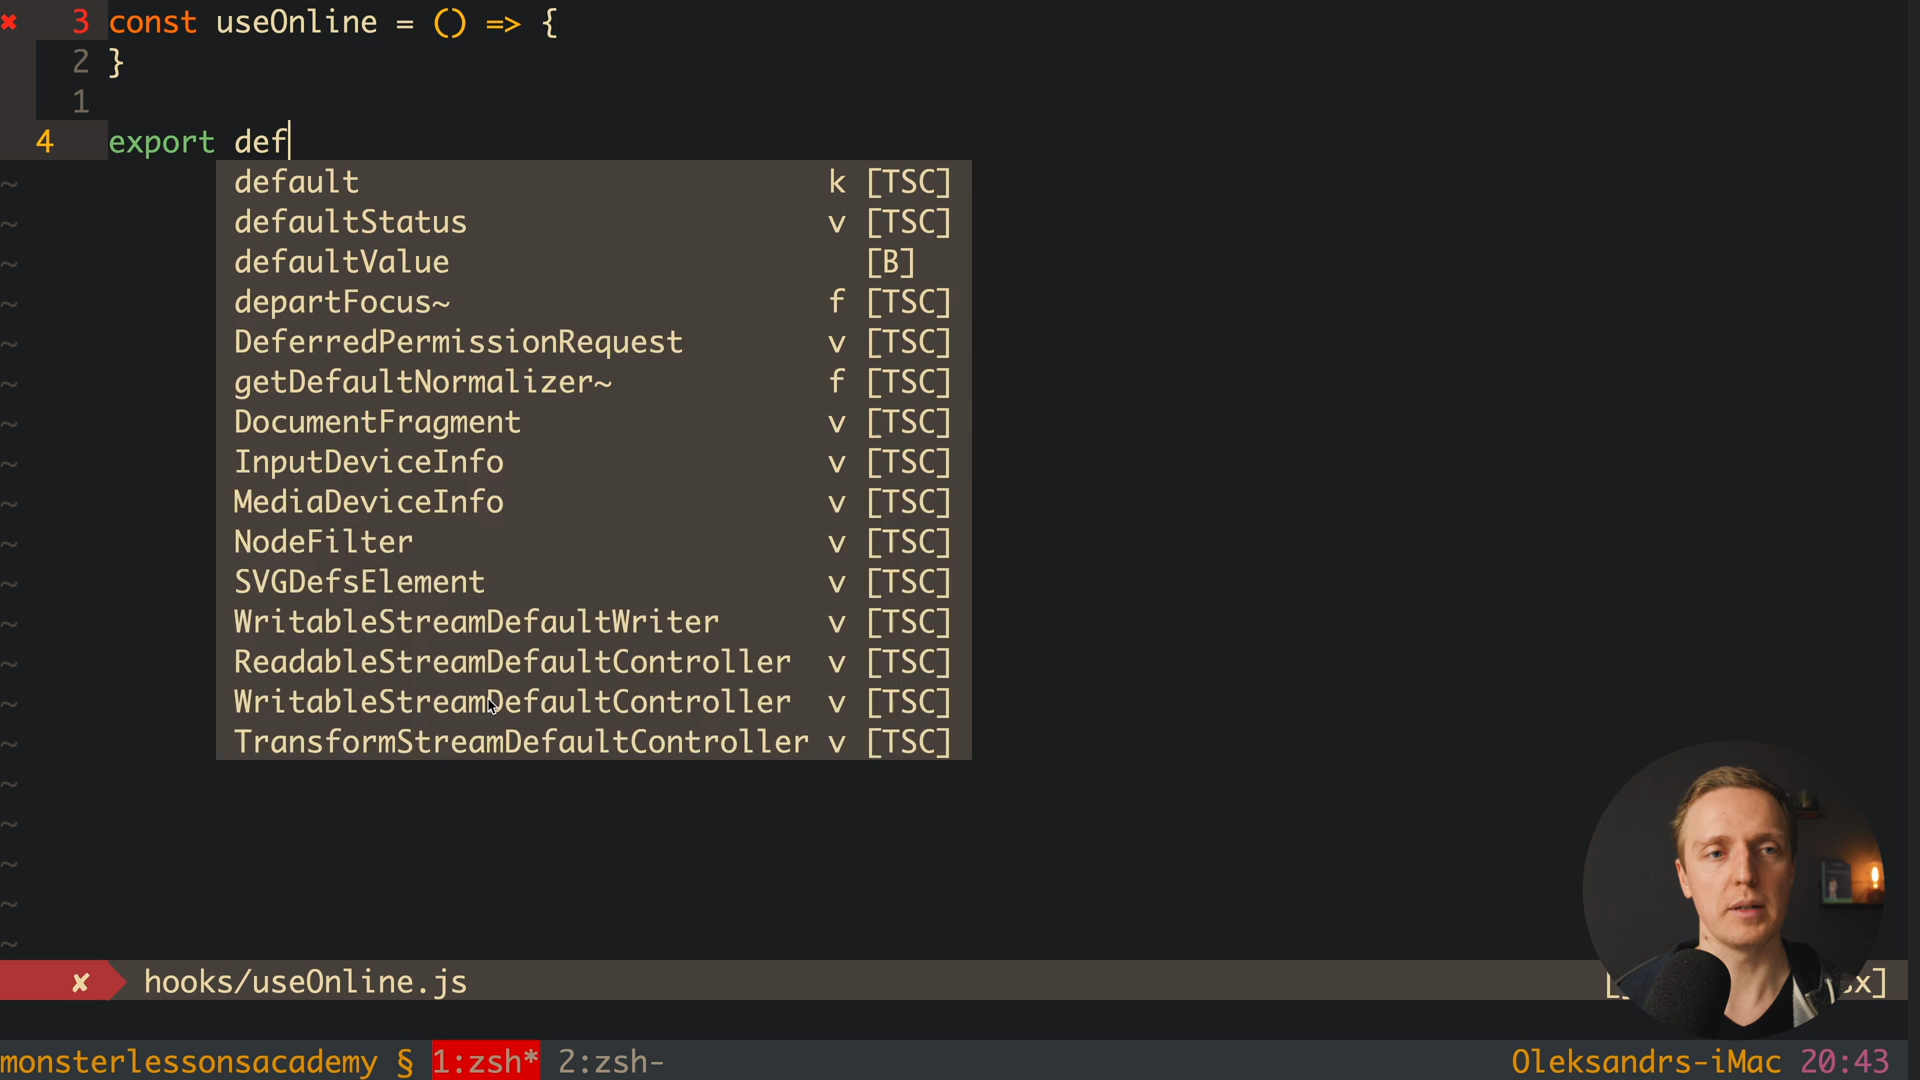 ✖ 3 const useOnline = () => {
2 }
1
4 export def
~ default k [TSC]
~ defaultStatus v [TSC]
~ defaultValue [B]
~ departFocus~ f [TSC]
~ DeferredPermissionRequest v [TSC]
~ getDefaultNormalizer~ f [TSC]
~ DocumentFragment v [TSC]
~ InputDeviceInfo v [TSC]
~ MediaDeviceInfo v [TSC]
~ NodeFilter v [TSC]
~ SVGDefsElement v [TSC]
~ WritableStreamDefaultWriter v [TSC]
~ ReadableStreamDefaultController v [TSC]
~ WritableStreamDefaultController v [TSC]
~ TransformStreamDefaultController v [TSC]
~
~
~
~
~
✘ hooks/useOnline.js
monsterlessonsacademy § 1:zsh* 2:zsh- Oleksandrs-iMac 20:43